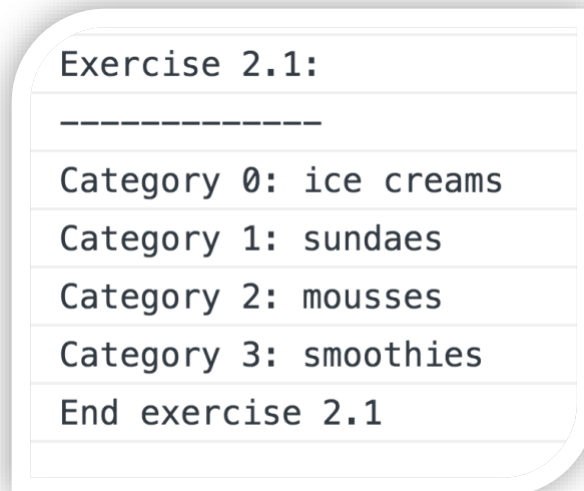 Exercise 2.1:
-------------
Category 0: ice creams
Category 1: sundaes
Category 2: mousses
Category 3: smoothies
End exercise 2.1